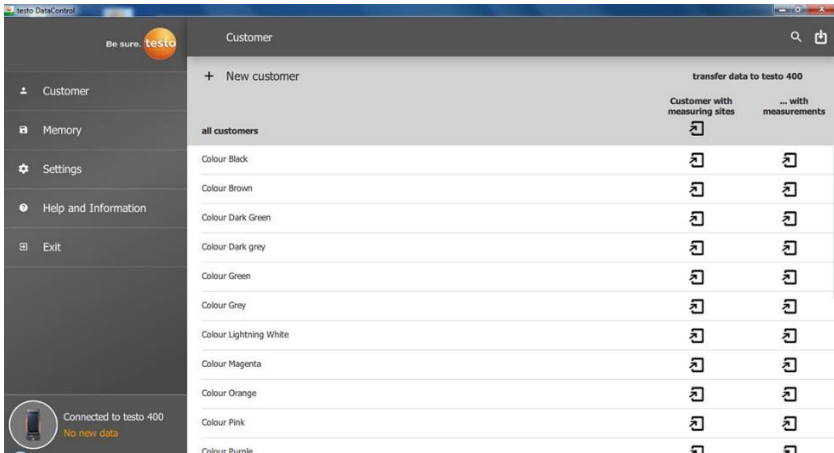 testo DataControl
Be sure. testo
Customer
Memory
Settings
Help and Information
Exit
Connected to testo 400
No new data
Customer
+ New customer
transfer data to testo 400
Customer with
measuring sites
... with
measurements
all customers
Colour Black
Colour Brown
Colour Dark Green
Colour Dark grey
Colour Green
Colour Grey
Colour Lightning White
Colour Magenta
Colour Orange
Colour Pink
Colour Purple